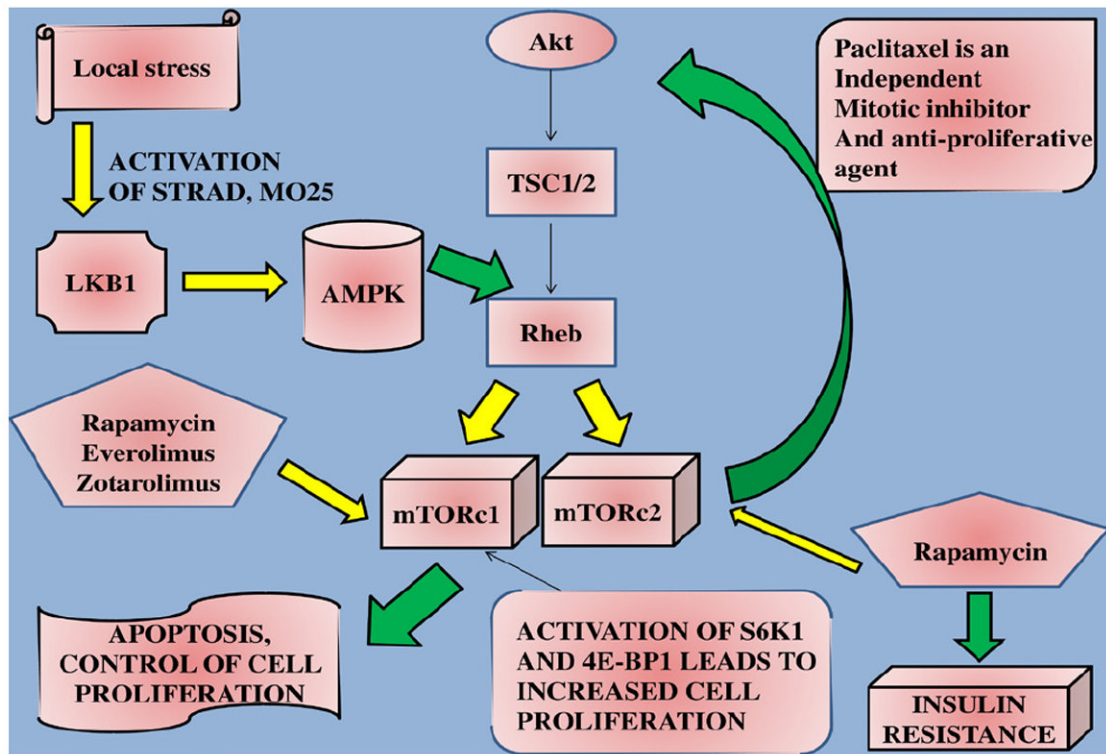 Local stress
Akt
Paclitaxel is an
Independent
Mitotic inhibitor
And anti-proliferative
agent
ACTIVATION
OF STRAD, MO25
TSC1/2
LKB1
AMPK
Rheb
Rapamycin
Everolimus
Zotarolimus
mTORc1
mTORc2
Rapamycin
APOPTOSIS,
CONTROL OF CELL
PROLIFERATION
ACTIVATION OF S6K1
AND 4E-BP1 LEADS TO
INCREASED CELL
PROLIFERATION
INSULIN
RESISTANCE